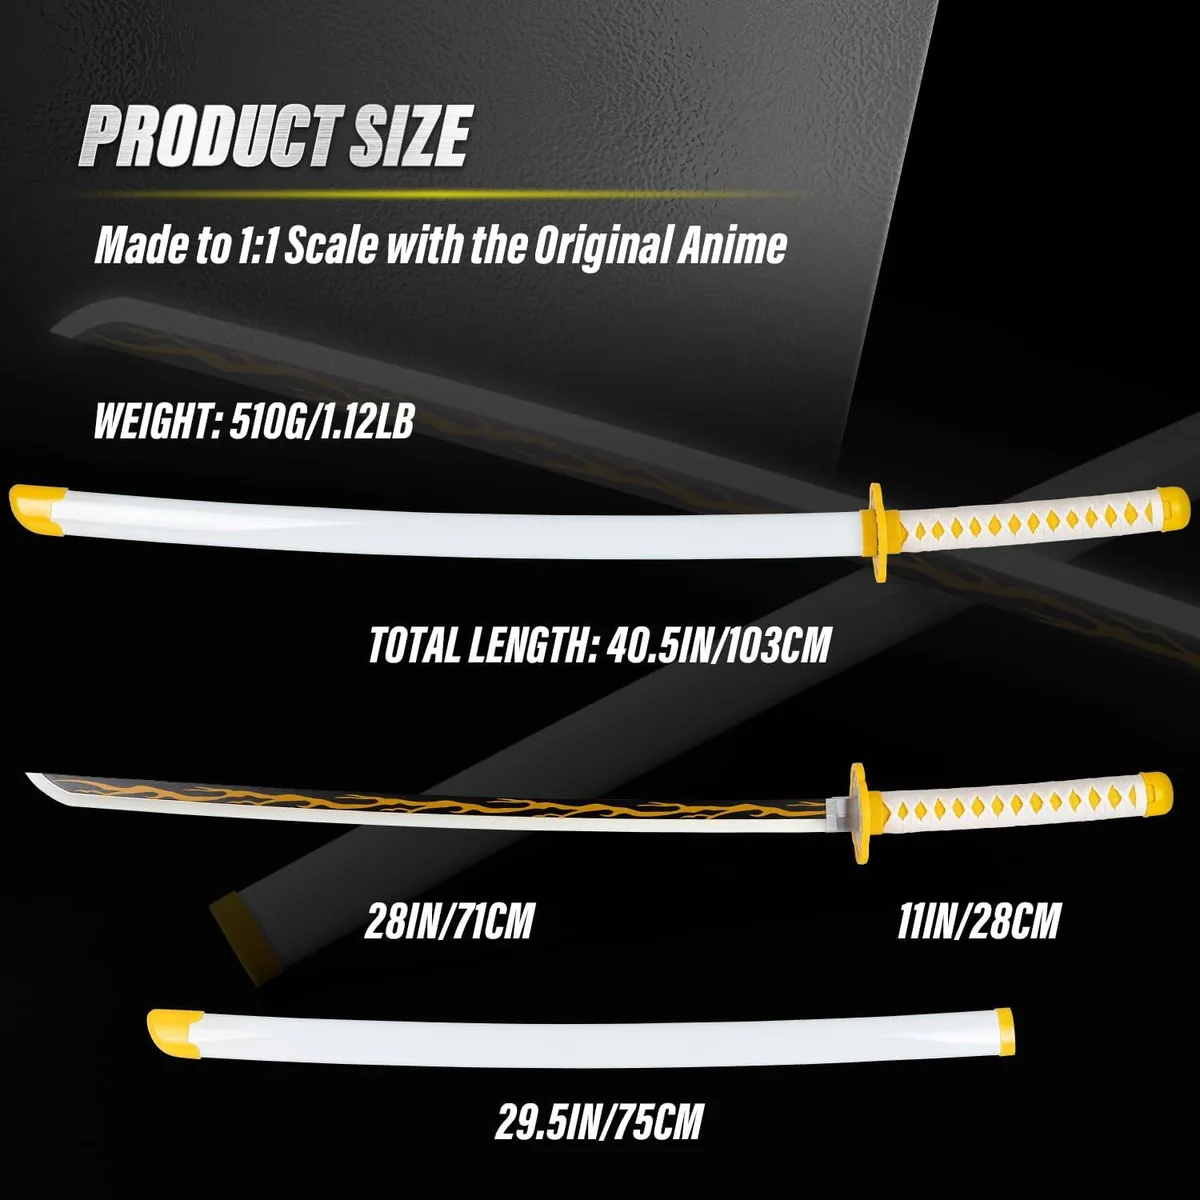 PRODUCT SIZE
Made to 1:1 Scale with the Original Anime
WEIGHT: 510G/1.12LB
TOTAL LENGTH: 40.5IN/103CM
28IN/71CM
11IN/28CM
29.5IN/75CM